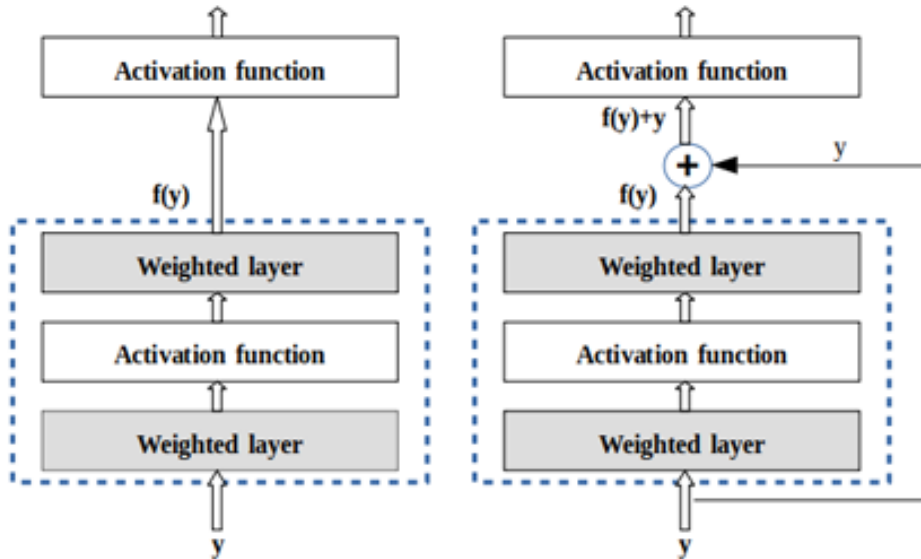 Activation function
f(y)
Weighted layer
Activation function
Weighted layer
y
Activation function
f(y)+y
+
y
f(y)
Weighted layer
Activation function
Weighted layer
y